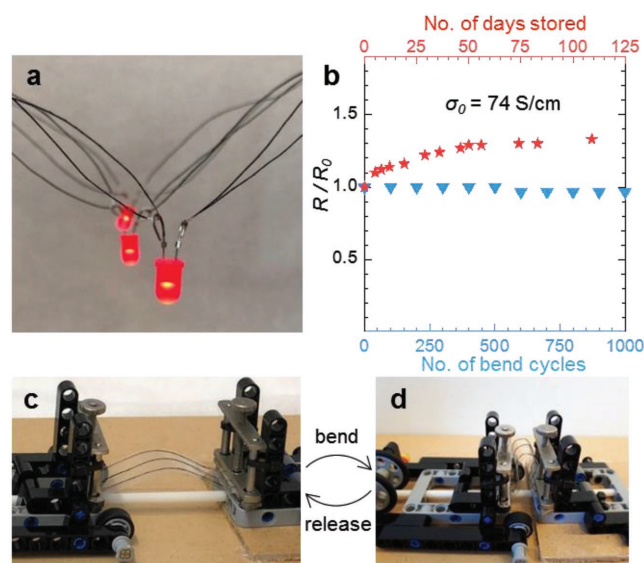 a
b
No. of days stored
0 25 50 75 100 125
σ₀ = 74 S/cm
1.5
1.0
0.5
R/R₀
0 250 500 750 1000
No. of bend cycles
c
bend
release
d